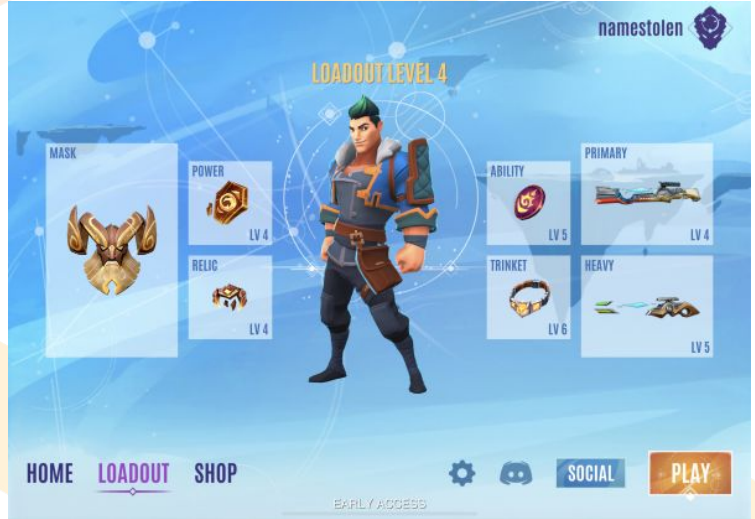 namestolen
LOADOUT LEVEL 4
MASK
POWER
LV 4
RELIC
LV 4
ABILITY
LV 5
TRINKET
LV 6
PRIMARY
LV 4
HEAVY
LV 5
HOME LOADOUT SHOP SOCIAL PLAY
EARLY ACCESS